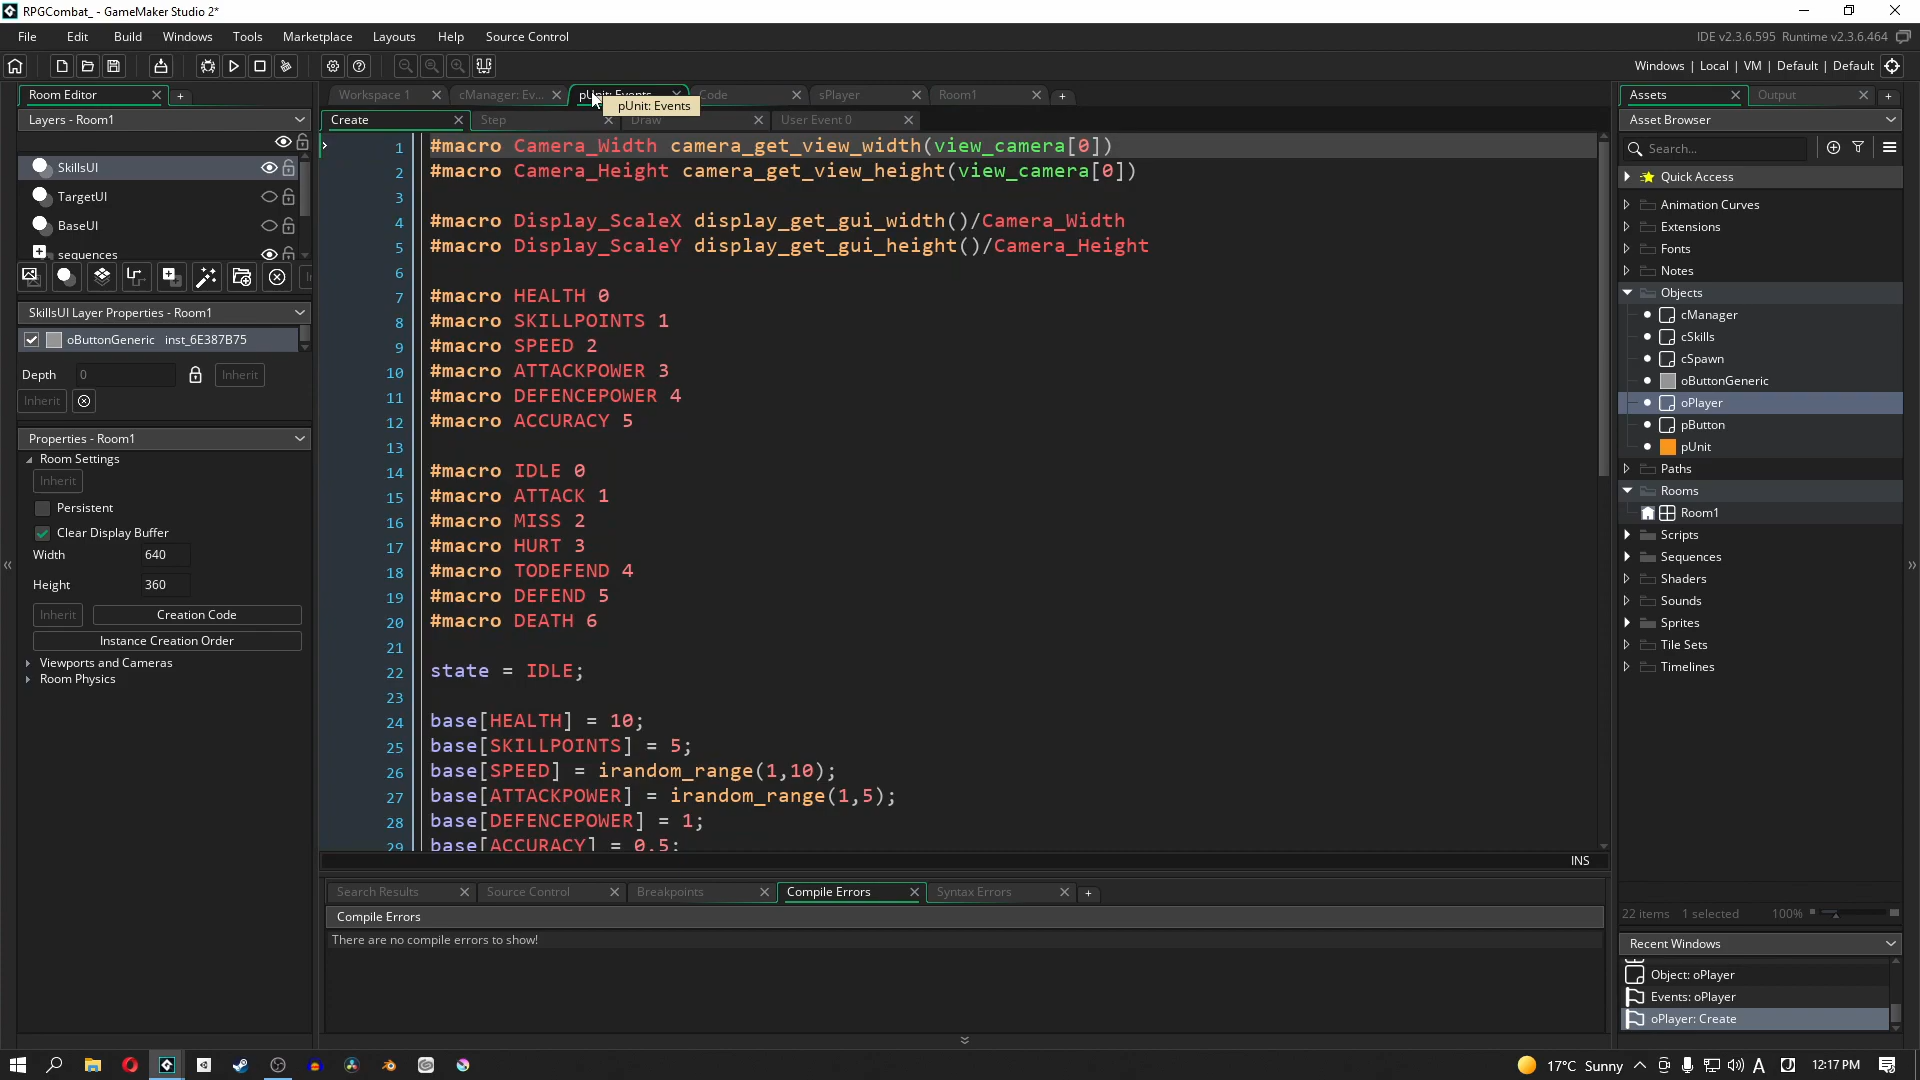 RPGCombat_ - GameMaker Studio 2*
File Edit Build Windows Tools Marketplace Layouts Help Source Control
IDE v2.3.6.595 Runtime v2.3.6.464
Windows | Local | VM | Default | Default
Room Editor
Workspace 1 cManager: Ev... pUnit: Events Code sPlayer Room1
pUnit: Events
Assets Output
Layers - Room1
Create Step Draw User Event 0
Asset Browser
Search...
SkillsUI
TargetUI
BaseUI
sequences
SkillsUI Layer Properties - Room1
oButtonGeneric inst_6E387B75
Depth 0 Inherit
Inherit
Properties - Room1
Room Settings
Inherit
Persistent
Clear Display Buffer
Width 640
Height 360
Inherit Creation Code
Instance Creation Order
Viewports and Cameras
Room Physics
1 #macro Camera_Width camera_get_view_width(view_camera[0])
2 #macro Camera_Height camera_get_view_height(view_camera[0])
3
4 #macro Display_ScaleX display_get_gui_width()/Camera_Width
5 #macro Display_ScaleY display_get_gui_height()/Camera_Height
6
7 #macro HEALTH 0
8 #macro SKILLPOINTS 1
9 #macro SPEED 2
10 #macro ATTACKPOWER 3
11 #macro DEFENCEPOWER 4
12 #macro ACCURACY 5
13
14 #macro IDLE 0
15 #macro ATTACK 1
16 #macro MISS 2
17 #macro HURT 3
18 #macro TODEFEND 4
19 #macro DEFEND 5
20 #macro DEATH 6
21
22 state = IDLE;
23
24 base[HEALTH] = 10;
25 base[SKILLPOINTS] = 5;
26 base[SPEED] = irandom_range(1,10);
27 base[ATTACKPOWER] = irandom_range(1,5);
28 base[DEFENCEPOWER] = 1;
29 base[ACCURACY] = 0.5;
INS
Quick Access
Animation Curves
Extensions
Fonts
Notes
Objects
cManager
cSkills
cSpawn
oButtonGeneric
oPlayer
pButton
pUnit
Paths
Rooms
Room1
Scripts
Sequences
Shaders
Sounds
Sprites
Tile Sets
Timelines
22 items 1 selected 100%
Recent Windows
Object: oPlayer
Events: oPlayer
oPlayer: Create
Search Results Source Control Breakpoints Compile Errors Syntax Errors
Compile Errors
There are no compile errors to show!
17°C Sunny A 12:17 PM